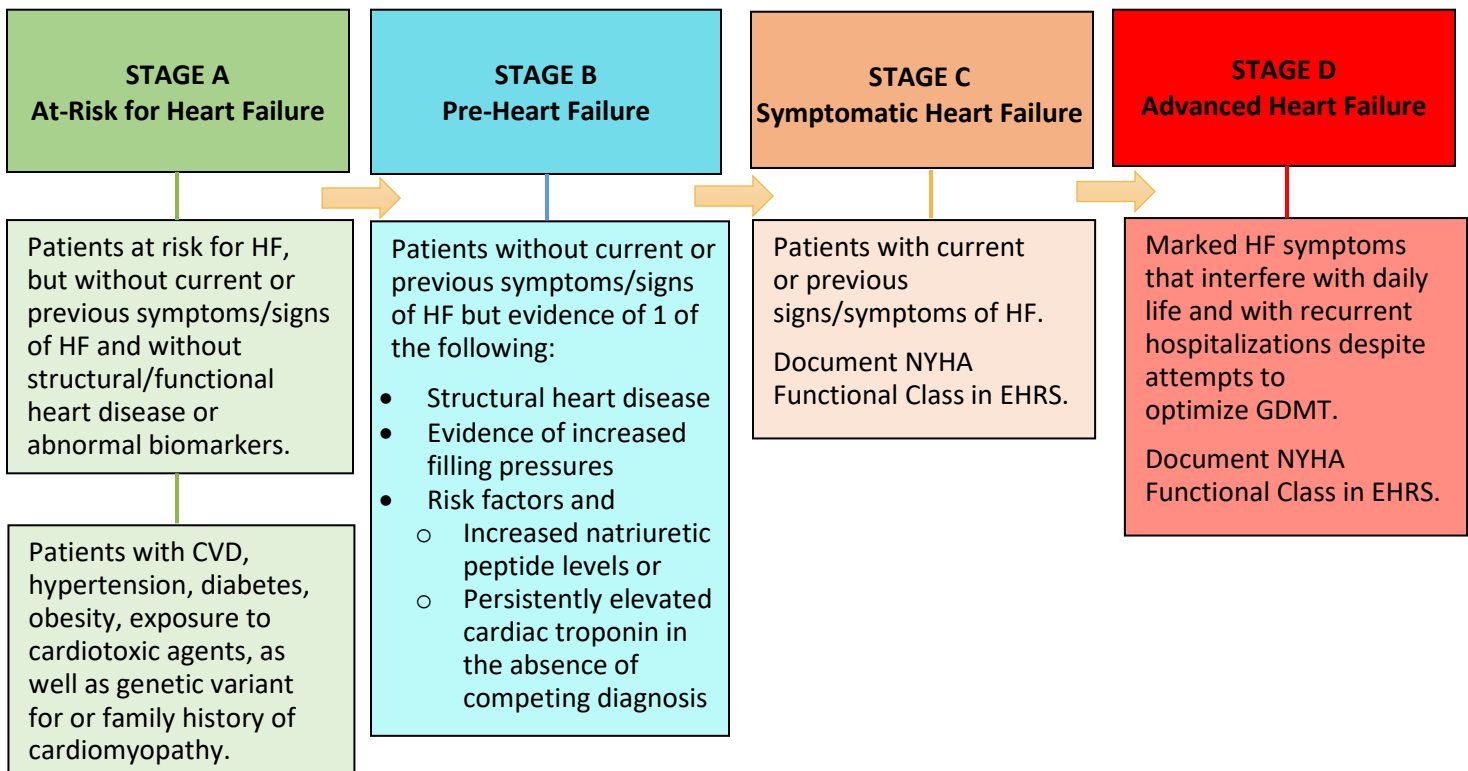 STAGE A
At-Risk for Heart Failure
Patients at risk for HF,
but without current or
previous symptoms/signs
of HF and without
structural/functional
heart disease or
abnormal biomarkers.
Patients with CVD,
hypertension, diabetes,
obesity, exposure to
cardiotoxic agents, as
well as genetic variant
for or family history of
cardiomyopathy.
STAGE B
Pre-Heart Failure
Patients without current or
previous symptoms/signs
of HF but evidence of 1 of
the following:
• Structural heart disease
• Evidence of increased
filling pressures
• Risk factors and
o Increased natriuretic
peptide levels or
o Persistently elevated
cardiac troponin in
the absence of
competing diagnosis
STAGE C
Symptomatic Heart Failure
Patients with current
or previous
signs/symptoms of HF.
Document NYHA
Functional Class in EHRS.
STAGE D
Advanced Heart Failure
Marked HF symptoms
that interfere with daily
life and with recurrent
hospitalizations despite
attempts to
optimize GDMT.
Document NYHA
Functional Class in EHRS.